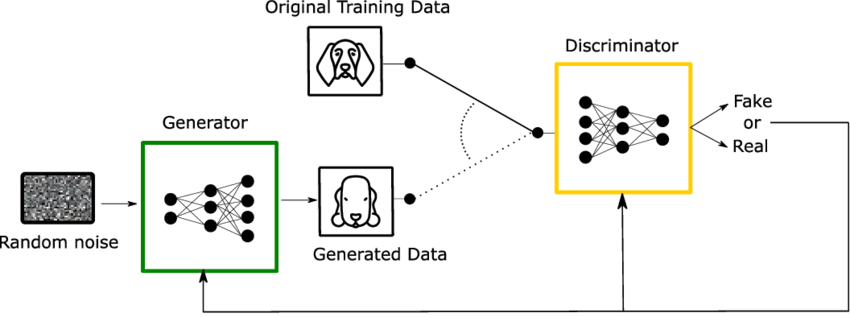 Original Training Data
Discriminator
Generator
Fake
or
Real
Random noise
Generated Data